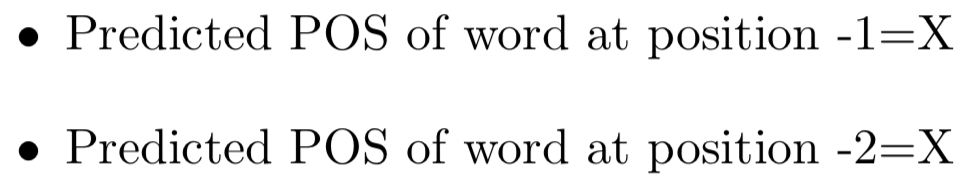 • Predicted POS of word at position -1=X
• Predicted POS of word at position -2=X